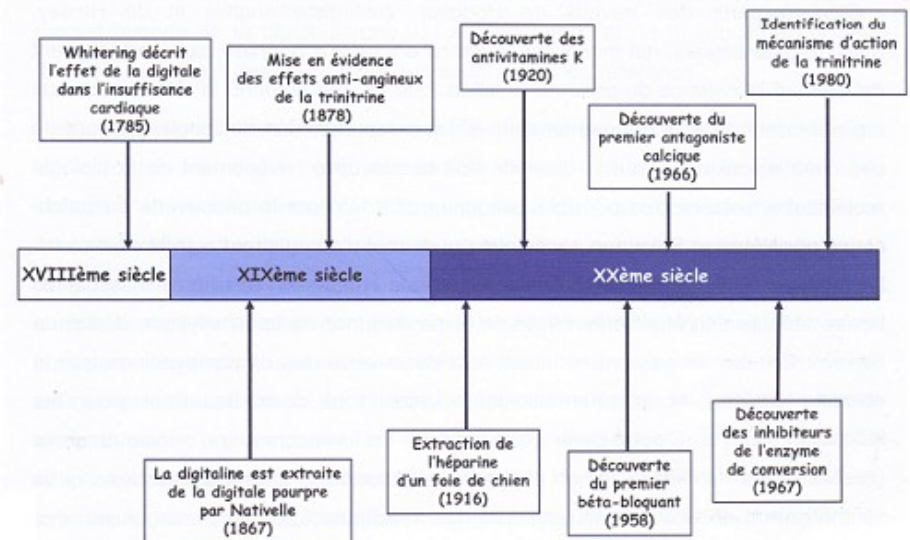 Whitering décrit
l'effet de la digitale
dans l'insuffisance
cardiaque
(1785)
Mise en évidence
des effets anti-angineux
de la trinitrine
(1878)
Découverte des
antivitamines K
(1920)
Découverte du
premier antagoniste
calcique
(1966)
Identification du
mécanisme d'action
de la trinitrine
(1980)
XVIIIème siècle
XIXème siècle
XXème siècle
La digitaline est extraite
de la digitale pourpre
par Nativelle
(1867)
Extraction de
l'héparine
d'un foie de chien
(1916)
Découverte
du premier
béta-bloquant
(1958)
Découverte
des inhibiteurs
de l'enzyme
de conversion
(1967)